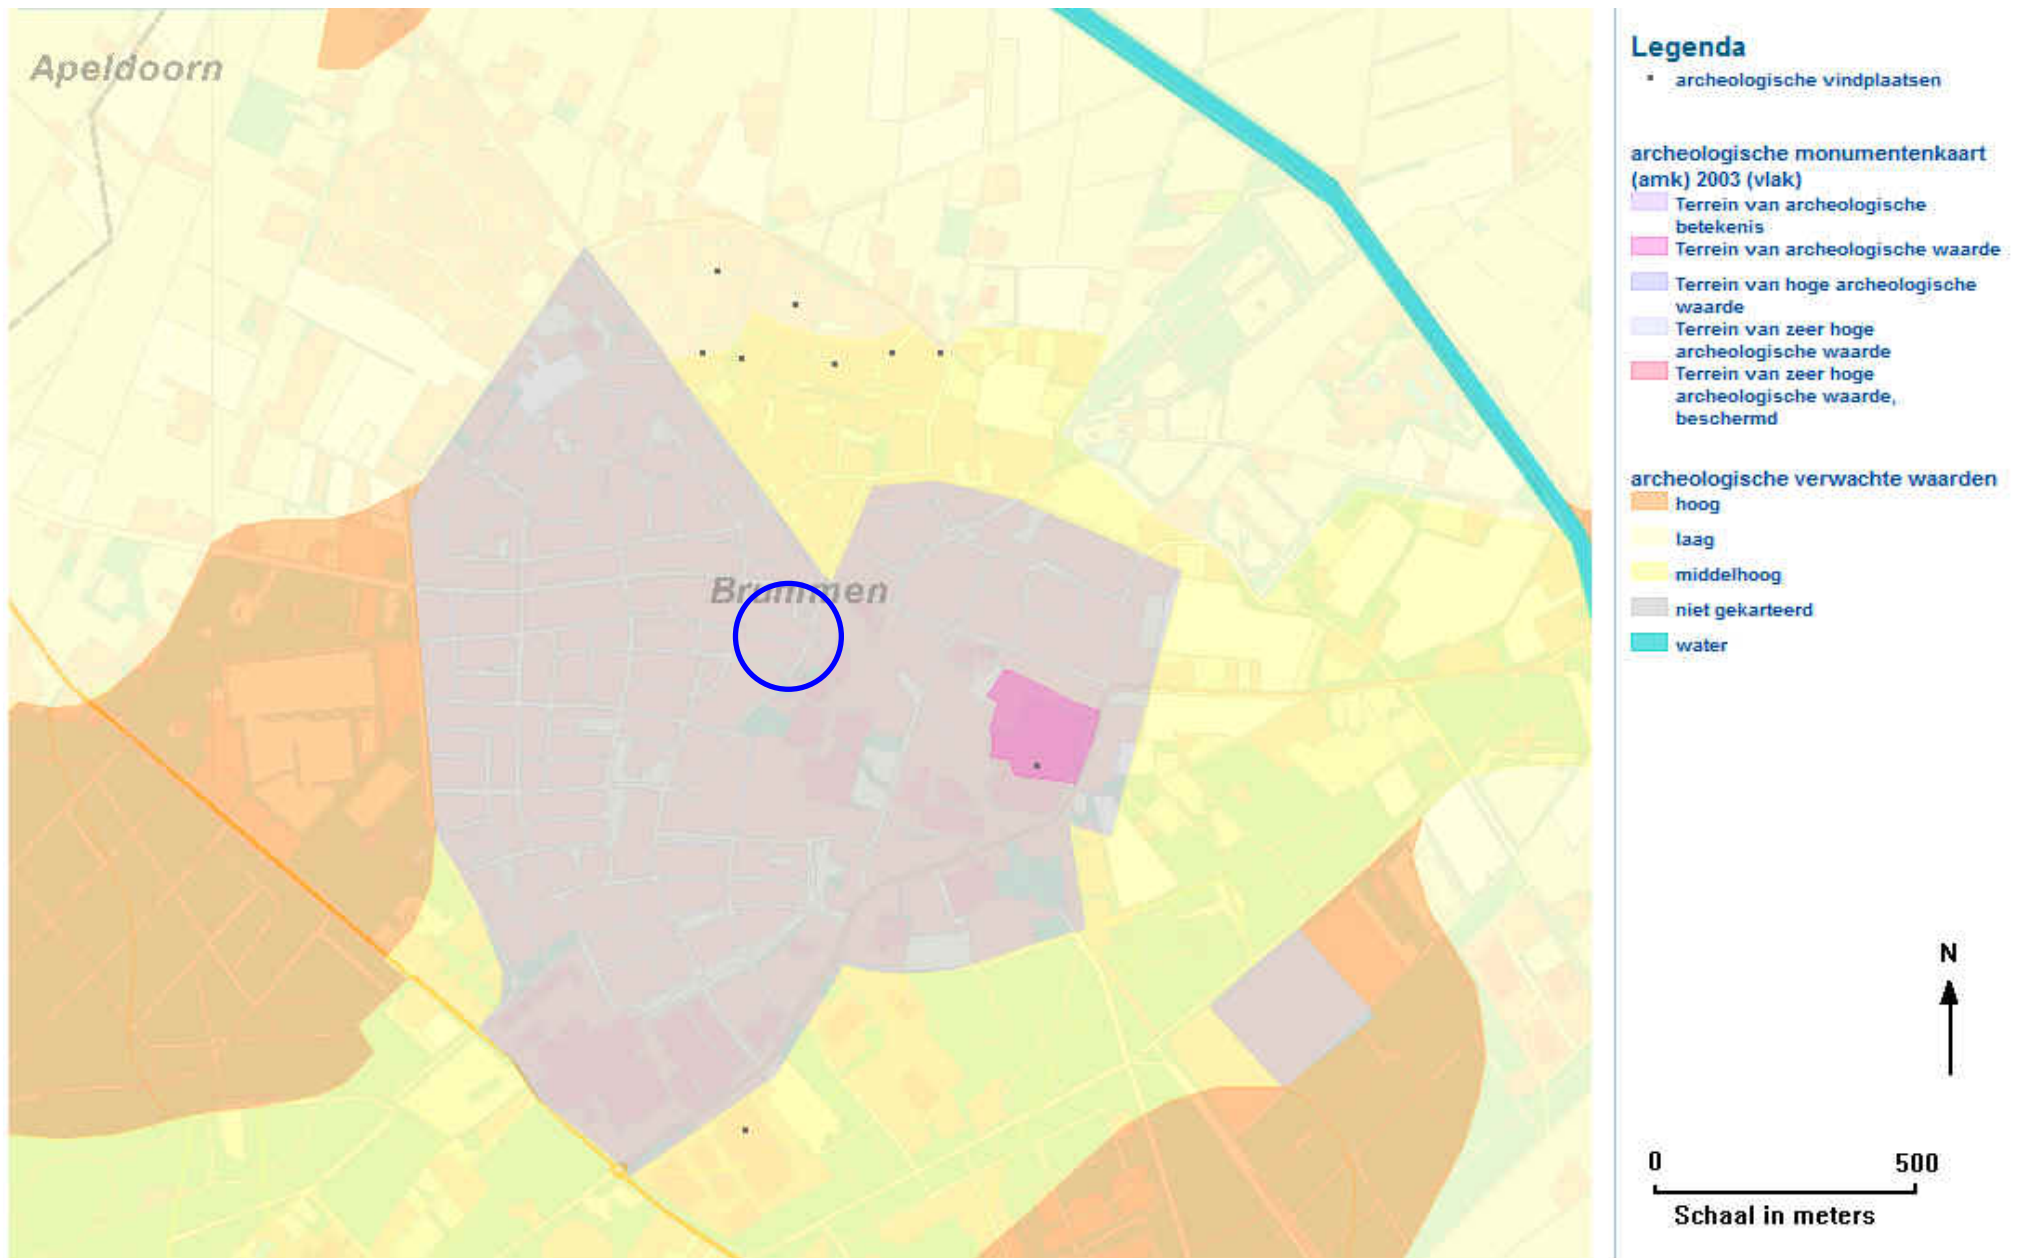 Apeldoorn
Brummen
Legenda
archeologische vindplaatsen
archeologische monumentenkaart
(amk) 2003 (vlak)
Terrein van archeologische
betekenis
Terrein van archeologische waarde
Terrein van hoge archeologische
waarde
Terrein van zeer hoge
archeologische waarde
Terrein van zeer hoge
archeologische waarde,
beschermd
archeologische verwachte waarden
hoog
laag
middelhoog
niet gekarteerd
water
N
0 500
Schaal in meters